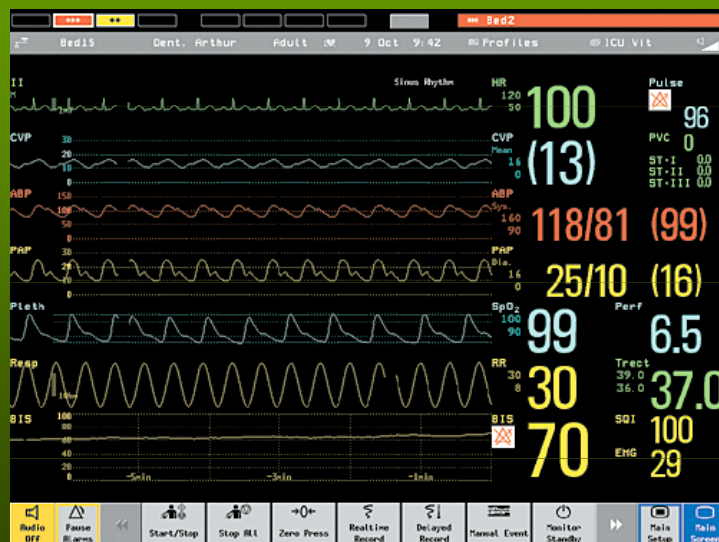 *** ** *** Bed2
Bed15 Dent, Arthur Adult 9 Oct 9:42 Profiles ICU Vit
II
M
1mV
Sinus Rhythm
HR
120
50
100
Pulse
96
CVP
30
20
10
0
CVP
Mean
16
0
(13)
PVC
0
ST-I 0.0
ST-II 0.0
ST-III 0.0
ABP
150
100
50
0
ABP
Sys.
160
90
118/81 (99)
PAP
30
20
10
0
PAP
Dia.
16
0
25/10 (16)
Pleth
SpO2
100
90
99
Perf
6.5
Resp
RR
30
8
30
Trect
39.0
36.0
37.0
BIS
100
80
60
40
20
0
-5min -3min -1min
BIS
70
SQI
100
EMG
29
Audio
Off
Pause
Alarms
Start/Stop
Stop All
Zero Press
Realtime
Record
Delayed
Record
Manual Event
Monitor
Standby
Main
Setup
Main
Screen